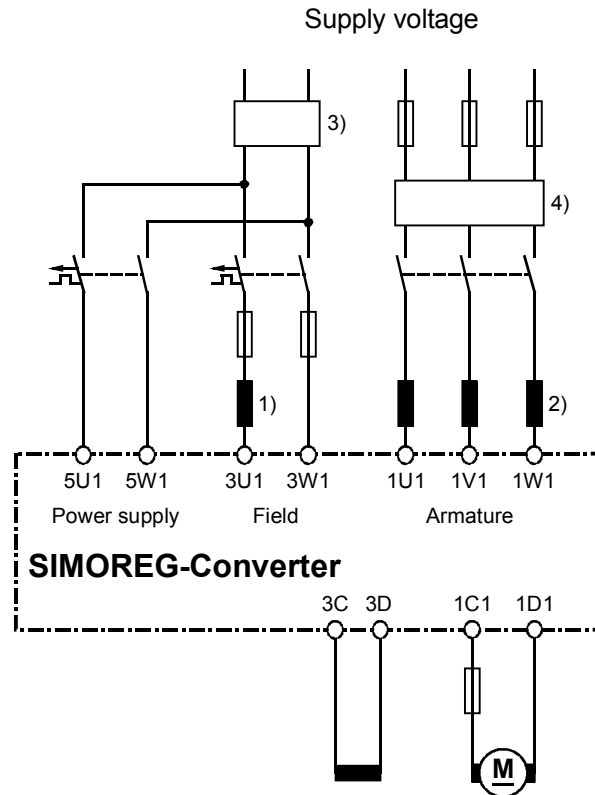 Supply voltage
3)
4)
1)
2)
5U1 5W1 3U1 3W1 1U1 1V1 1W1
Power supply Field Armature
SIMOREG-Converter
3C 3D 1C1 1D1
M